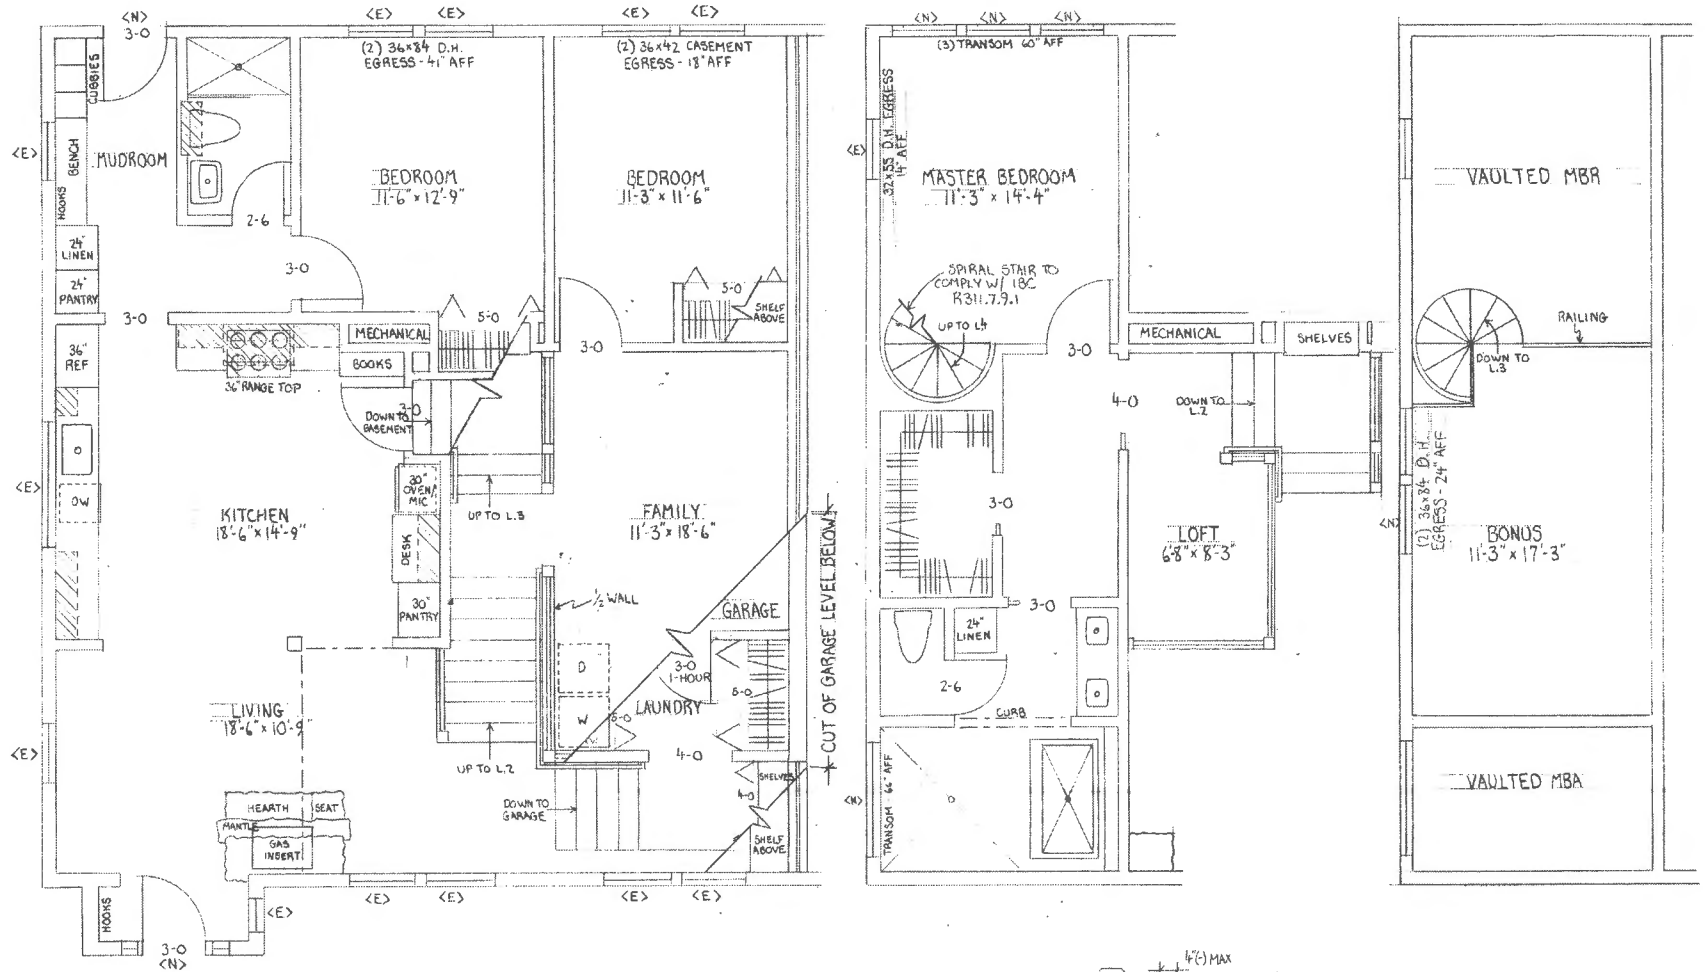 <N>
3-0
<E> <E>
<E> <E>
<N> <N> <N>
(2) 36x84 D.H.
EGRESS - 41" AFF
(2) 36x42 CASEMENT
EGRESS - 18" AFF
(3) TRANSOM 60" AFF
CUBBIES
<E>
BENCH
HOOKS
MUDROOM
BEDROOM
11'-6" x 12'-9"
BEDROOM
11'-3" x 11'-6"
<E>
32x55 D.H. EGRESS
14" AFF
MASTER BEDROOM
11'-3" x 14'-4"
VAULTED MBR
2-6
24"
LINEN
3-0
24"
PANTRY
3-0
5-0
5-0
SHELF
ABOVE
SPIRAL STAIR TO
COMPLY W/ IBC
R311.7.9.1
UP TO L4
RAILING
DOWN TO
L.3
36"
REF
36" RANGE TOP
MECHANICAL
BOOKS
3-0
3-0
MECHANICAL
SHELVES
3-0
DOWN TO
BASEMENT
4-0
DOWN TO
L.2
<E>
DW
KITCHEN
18'-6" x 14'-9"
30"
OVEN/
MIC
UP TO L.3
DESK
30"
PANTRY
FAMILY
11'-3" x 18'-6"
1/2 WALL
GARAGE
CUT OF GARAGE LEVEL BELOW
3-0
LOFT
6'8" x 8'-3"
<N>
(2) 36x84 D.H.
EGRESS - 24" AFF
BONUS
11'-3" x 17'-3"
D
W
3-0
1-HOUR
5-0
5-0
LAUNDRY
4-0
3-0
24"
LINEN
2-6
CURB
LIVING
18'-6" x 10'-9"
<E>
UP TO L.2
DOWN TO
GARAGE
SHELVES
4-0
SHELF
ABOVE
<N>
TRANSOM - 66" AFF
VAULTED MBA
HEARTH
SEAT
MANTLE
GAS
INSERT
HOOKS
<E>
<E> <E>
<E> <E>
3-0
<N>
4"(-) MAX